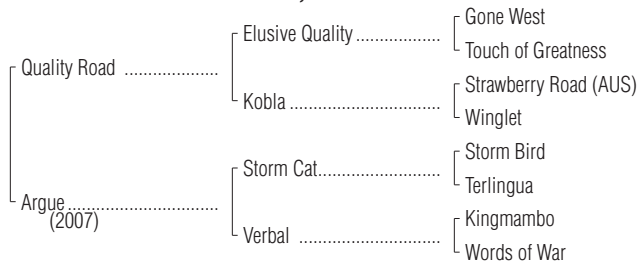 Gone West
Elusive Quality ..................
Touch of Greatness
Quality Road ....................
Strawberry Road (AUS)
Kobla ................................
Winglet
Storm Bird
Storm Cat..........................
Terlingua
Argue ................................
(2007)
Kingmambo
Verbal ..............................
Words of War